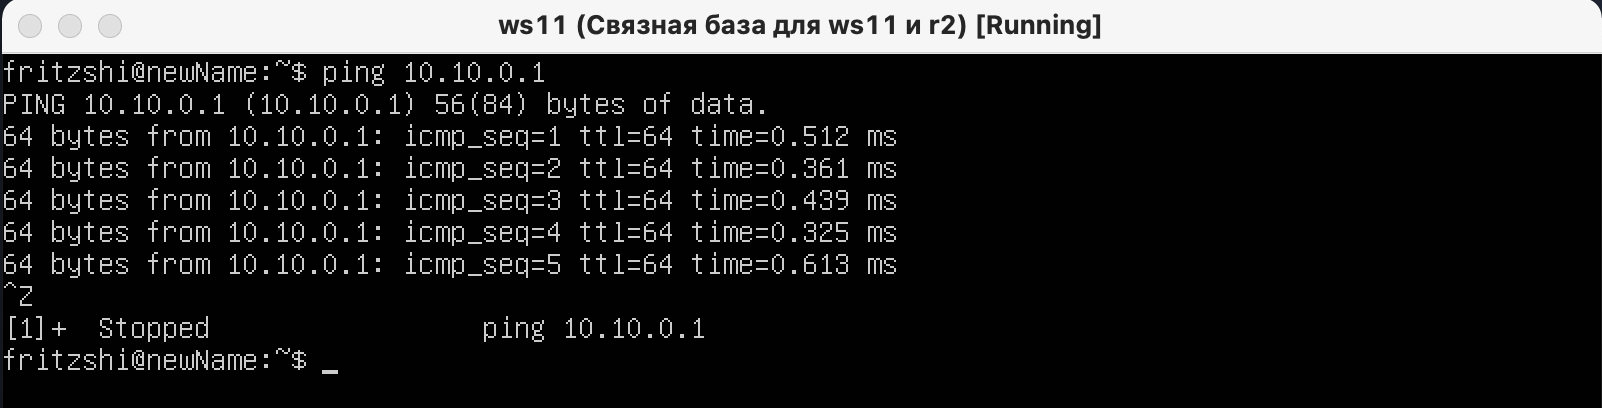 ws11 (Связная база для ws11 и r2) [Running]
fritzshi@newName:~$ ping 10.10.0.1
PING 10.10.0.1 (10.10.0.1) 56(84) bytes of data.
64 bytes from 10.10.0.1: icmp_seq=1 ttl=64 time=0.512 ms
64 bytes from 10.10.0.1: icmp_seq=2 ttl=64 time=0.361 ms
64 bytes from 10.10.0.1: icmp_seq=3 ttl=64 time=0.439 ms
64 bytes from 10.10.0.1: icmp_seq=4 ttl=64 time=0.325 ms
64 bytes from 10.10.0.1: icmp_seq=5 ttl=64 time=0.613 ms
^Z
[1]+  Stopped                 ping 10.10.0.1
fritzshi@newName:~$ _